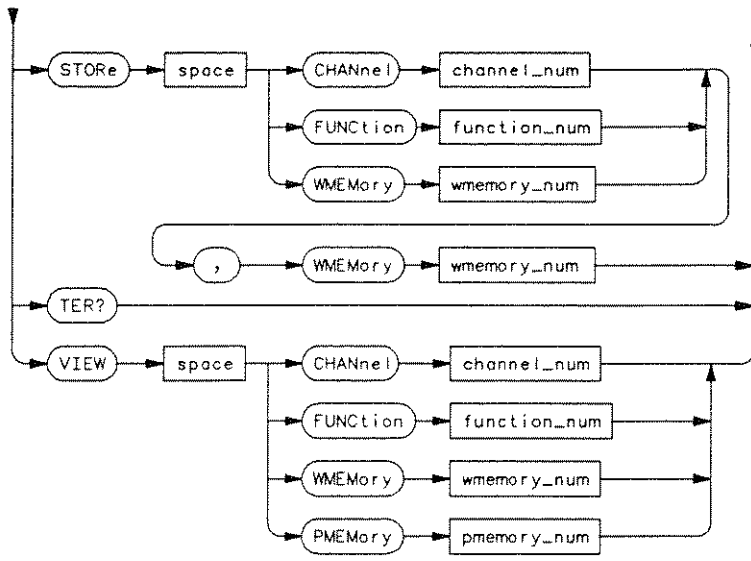 STORe space CHANnel channel_num
FUNCtion function_num
WMEMory wmemory_num
, WMEMory wmemory_num
TER?
VIEW space CHANnel channel_num
FUNCtion function_num
WMEMory wmemory_num
PMEMory pmemory_num